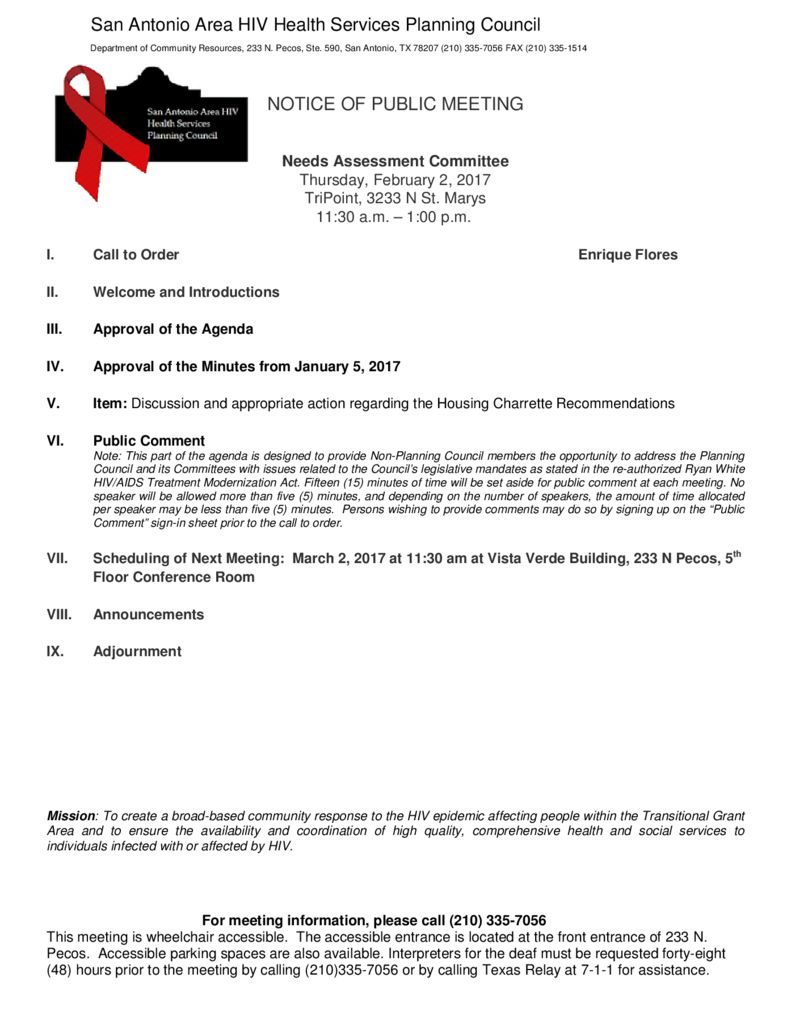 San Antonio Area HIV Health Services Planning Council
Department of Community Resources, 233 N. Pecos, Ste. 590, San Antonio, TX 78207 (210) 335-7056 FAX (210) 335-1514
San Antonio Area HIV
Health Services
Planning Council
NOTICE OF PUBLIC MEETING
Needs Assessment Committee
Thursday, February 2, 2017
TriPoint, 3233 N St. Marys
11:30 a.m. – 1:00 p.m.
I. Call to Order Enrique Flores
II. Welcome and Introductions
III. Approval of the Agenda
IV. Approval of the Minutes from January 5, 2017
V. Item: Discussion and appropriate action regarding the Housing Charrette Recommendations
VI. Public Comment
Note: This part of the agenda is designed to provide Non-Planning Council members the opportunity to address the Planning
Council and its Committees with issues related to the Council's legislative mandates as stated in the re-authorized Ryan White
HIV/AIDS Treatment Modernization Act. Fifteen (15) minutes of time will be set aside for public comment at each meeting. No
speaker will be allowed more than five (5) minutes, and depending on the number of speakers, the amount of time allocated
per speaker may be less than five (5) minutes. Persons wishing to provide comments may do so by signing up on the “Public
Comment” sign-in sheet prior to the call to order.
VII. Scheduling of Next Meeting: March 2, 2017 at 11:30 am at Vista Verde Building, 233 N Pecos, 5th
Floor Conference Room
VIII. Announcements
IX. Adjournment
Mission: To create a broad-based community response to the HIV epidemic affecting people within the Transitional Grant
Area and to ensure the availability and coordination of high quality, comprehensive health and social services to
individuals infected with or affected by HIV.
For meeting information, please call (210) 335-7056
This meeting is wheelchair accessible. The accessible entrance is located at the front entrance of 233 N.
Pecos. Accessible parking spaces are also available. Interpreters for the deaf must be requested forty-eight
(48) hours prior to the meeting by calling (210)335-7056 or by calling Texas Relay at 7-1-1 for assistance.